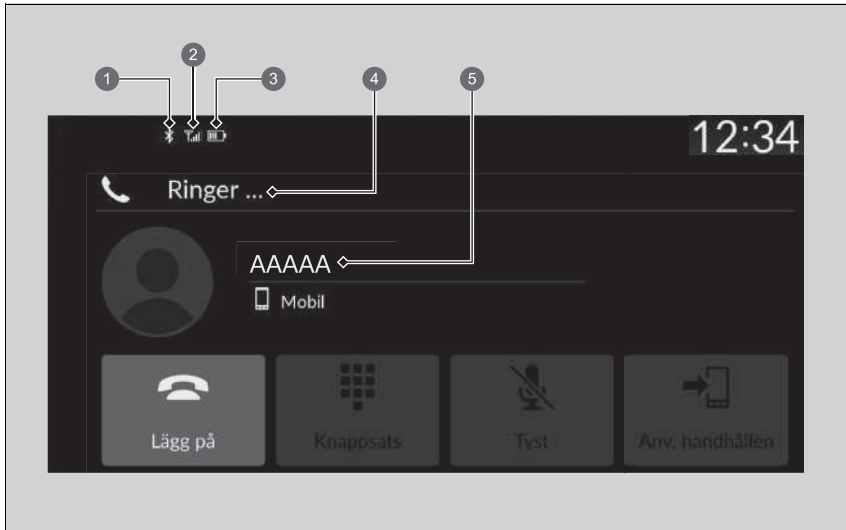 1 2 3 4 5
12:34
Ringer ...
AAAAA
Mobil
Lägg på Knappsats Tyst Anv. handhållen